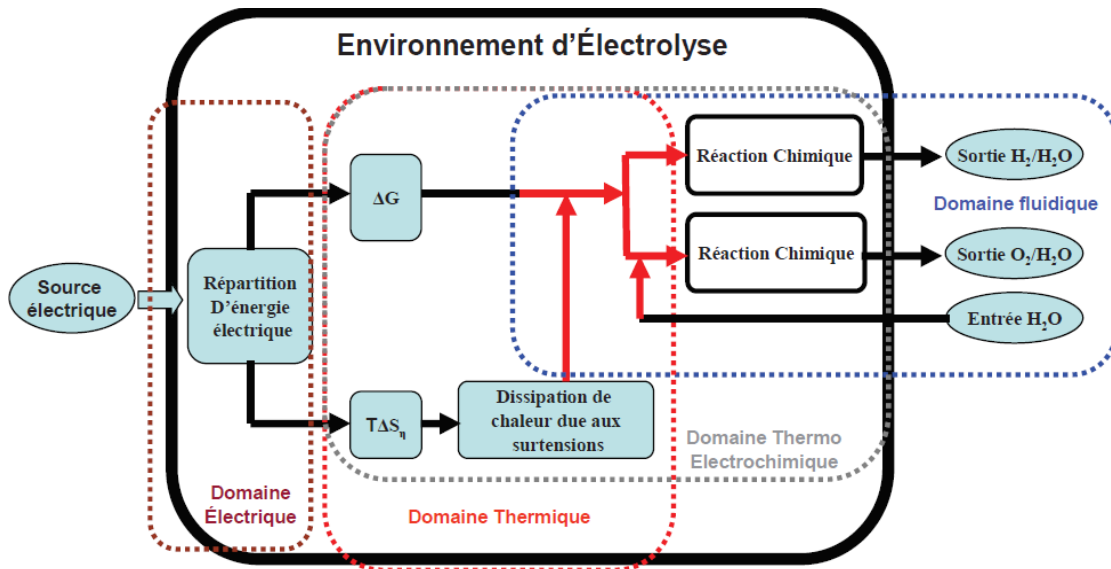 Environnement d'Électrolyse
Réaction Chimique
Sortie H₂/H₂O
ΔG
Domaine fluidique
Réaction Chimique
Sortie O₂/H₂O
Source
électrique
Répartition
D'énergie
électrique
Entrée H₂O
TΔSη
Dissipation de
chaleur due aux
surtensions
Domaine Thermo
Electrochimique
Domaine
Électrique
Domaine Thermique